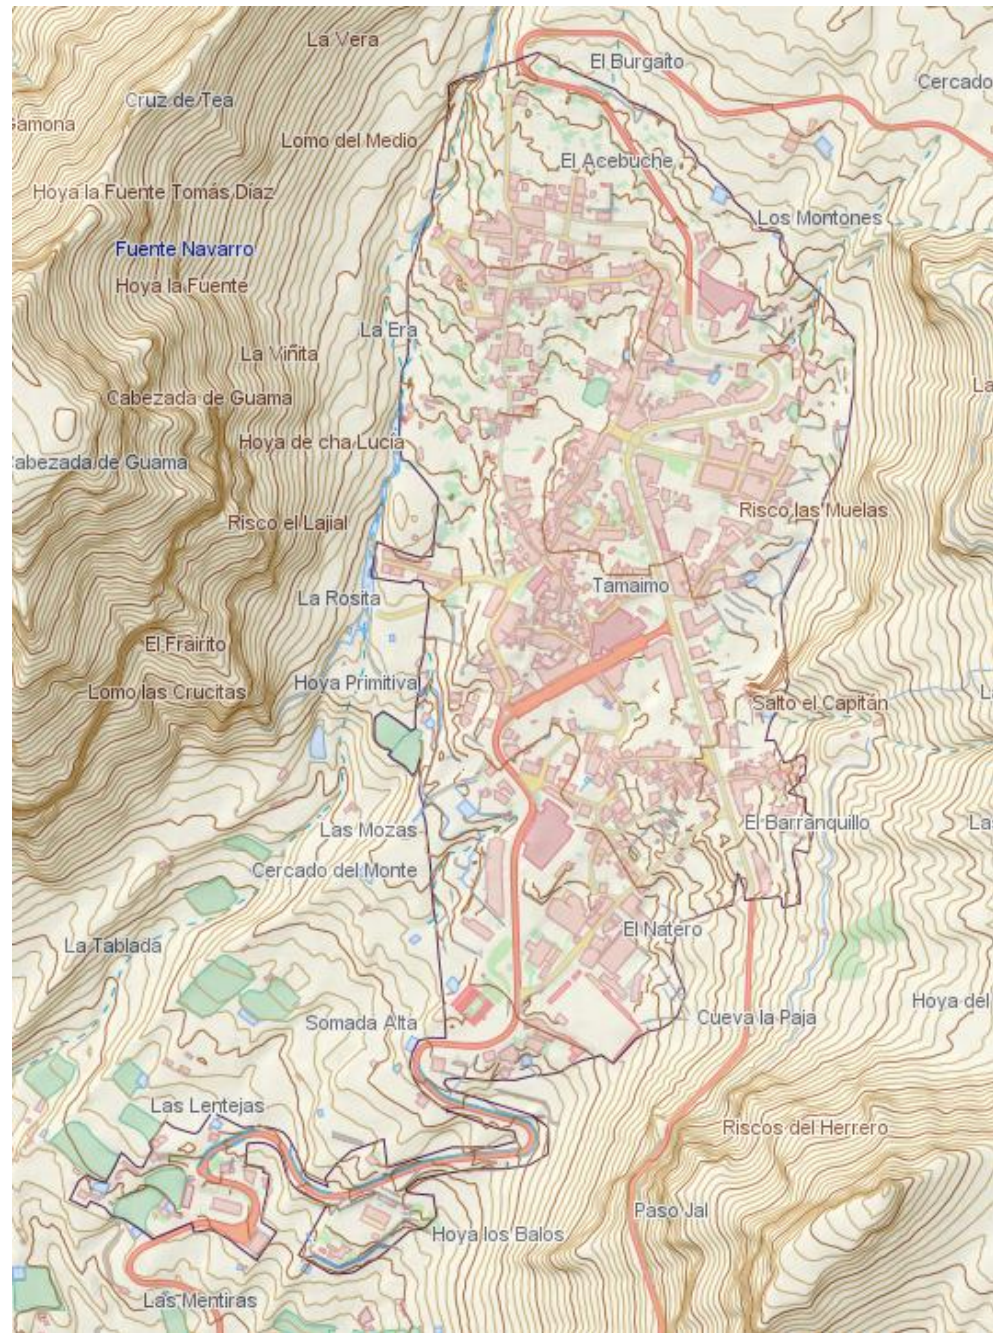 La Vera
El Burgaito
Cercado
Cruz de Tea
Gamona
Lomo del Medio
El Acebuche
Hoya la Fuente Tomás Díaz
Los Montones
Fuente Navarro
Hoya la Fuente
La Era
La Viñita
La
Cabezada de Guama
Hoya de cha Lucía
Cabezada de Guama
Risco las Muelas
Risco el Lajial
Tamaimo
La Rosita
El Frairito
Hoya Primitiva
Lomo las Crucitas
Salto el Capitán
Las Mozas
El Barranquillo
Las
Cercado del Monte
El Natero
La Tablada
Hoya del
Somada Alta
Cueva la Paja
Las Lentejas
Riscos del Herrero
Paso Jal
Hoya los Balos
Las Mentiras